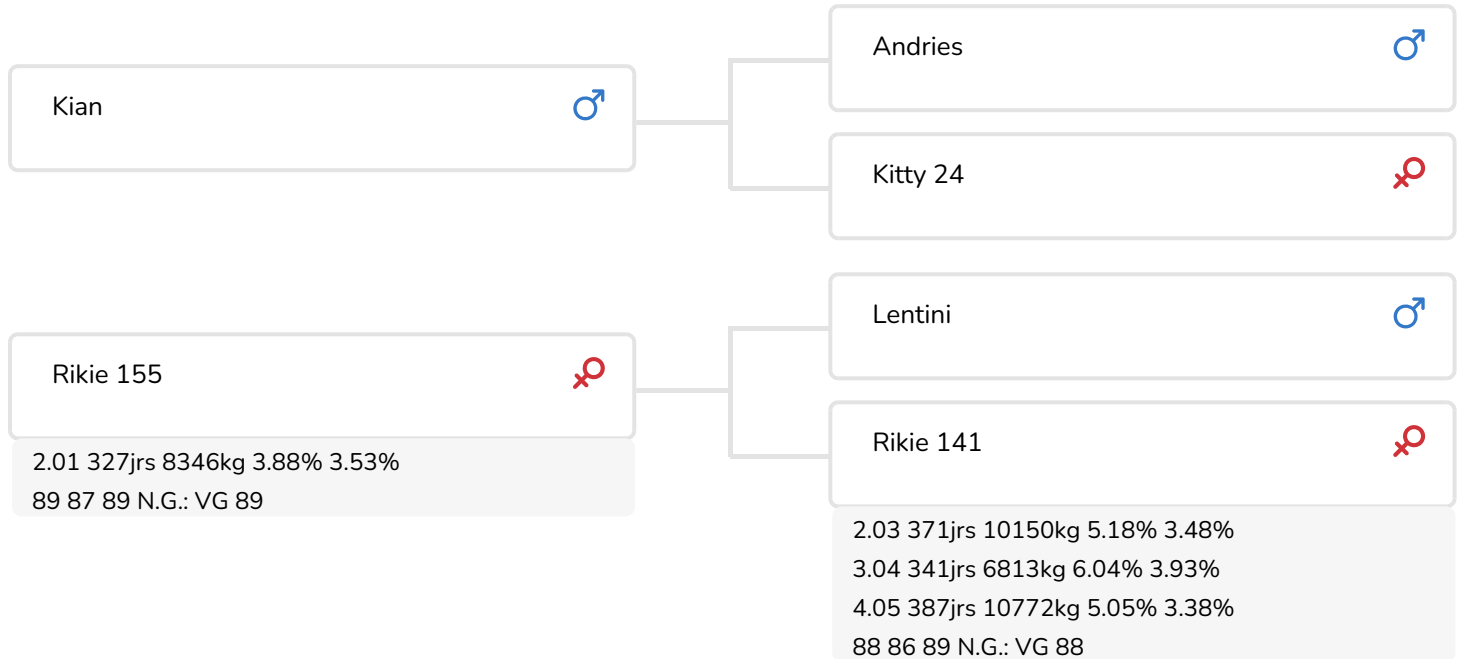 Kian
Andries
Kitty 24
Rikie 155
2.01 327jrs 8346kg 3.88% 3.53%
89 87 89 N.G.: VG 89
Lentini
Rikie 141
2.03 371jrs 10150kg 5.18% 3.48%
3.04 341jrs 6813kg 6.04% 3.93%
4.05 387jrs 10772kg 5.05% 3.38%
88 86 89 N.G.: VG 88